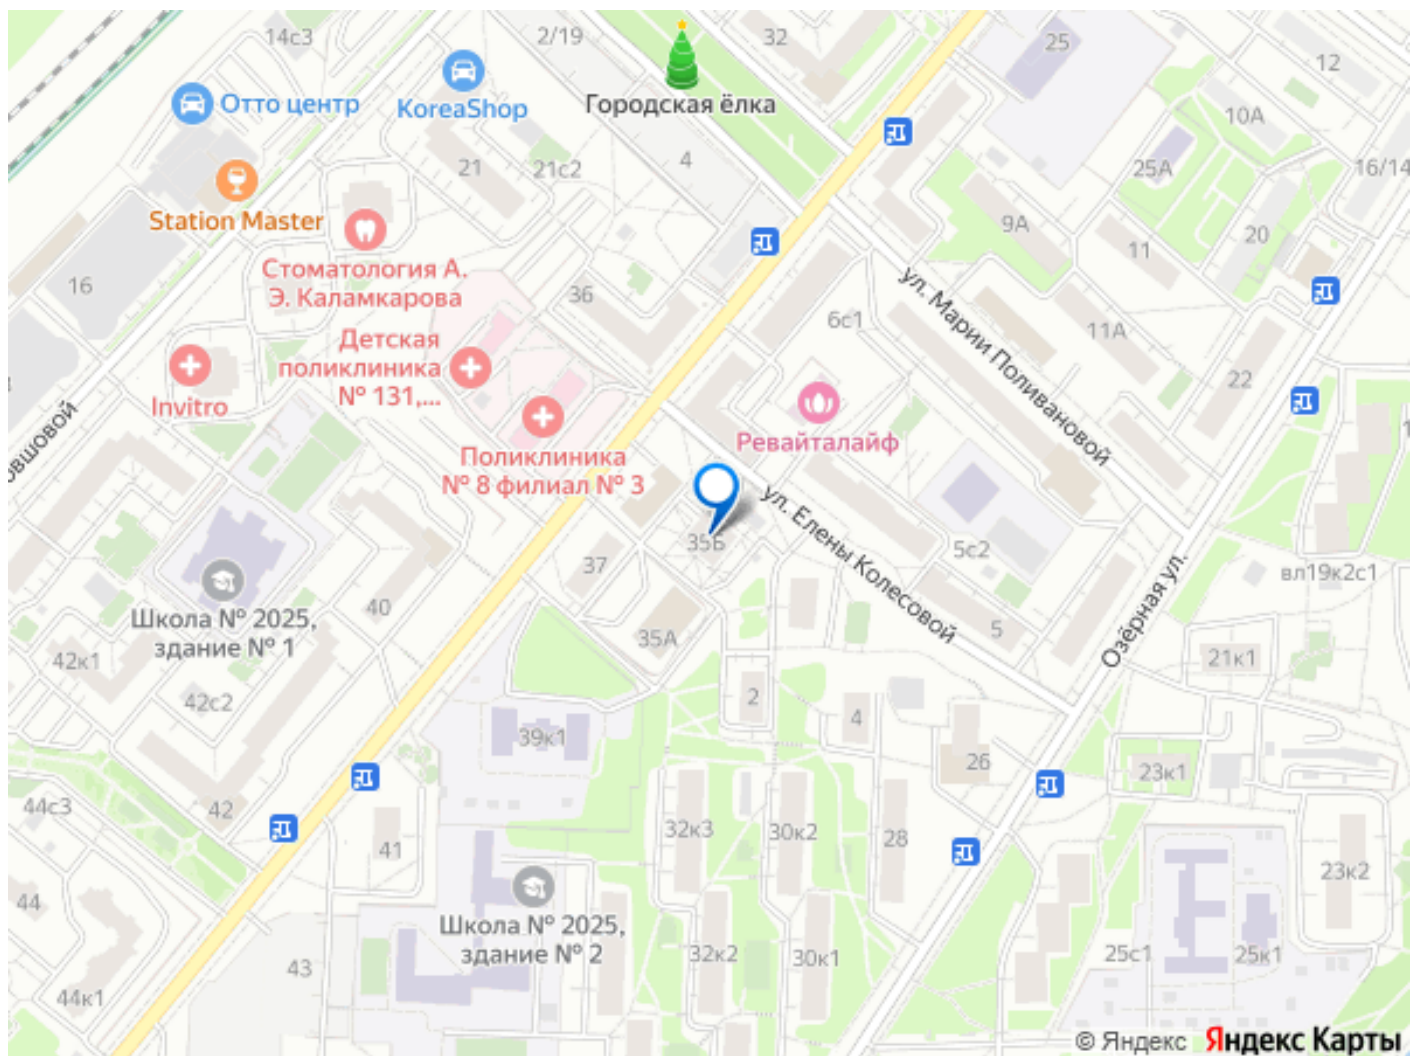 14с3
2/19
32
25
12
Отто центр
KoreaShop
Городская ёлка
10А
21
21с2
4
25А
16/14
Station Master
9А
11
20
Стоматология А.
Э. Каламкарова
16
36
6с1
ул. Марии Поливановой
11А
Детская
поликлиника
№ 131,...
22
Invitro
Ревайталайф
Поликлиника
№ 8 филиал № 3
35Б
ул. Елены Колесовой
37
5с2
вл19к2с1
Школа № 2025,
здание № 1
40
35А
5
Озёрная ул.
42к1
21к1
42с2
2
4
39к1
26
23к1
44с3
42
41
32к3
30к2
28
23к2
44
Школа № 2025,
здание № 2
43
32к2
30к1
25с1
25к1
44к1
© Яндекс Яндекс Карты